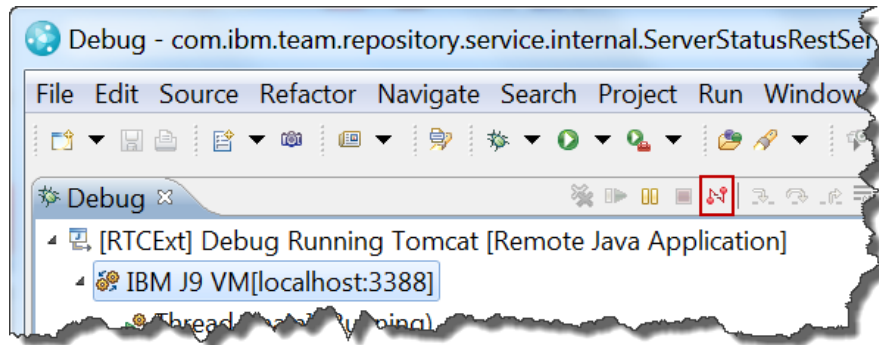 Debug - com.ibm.team.repository.service.internal.ServerStatusRestSer
File Edit Source Refactor Navigate Search Project Run Window
Debug
[RTCExt] Debug Running Tomcat [Remote Java Application]
IBM J9 VM[localhost:3388]
Thread